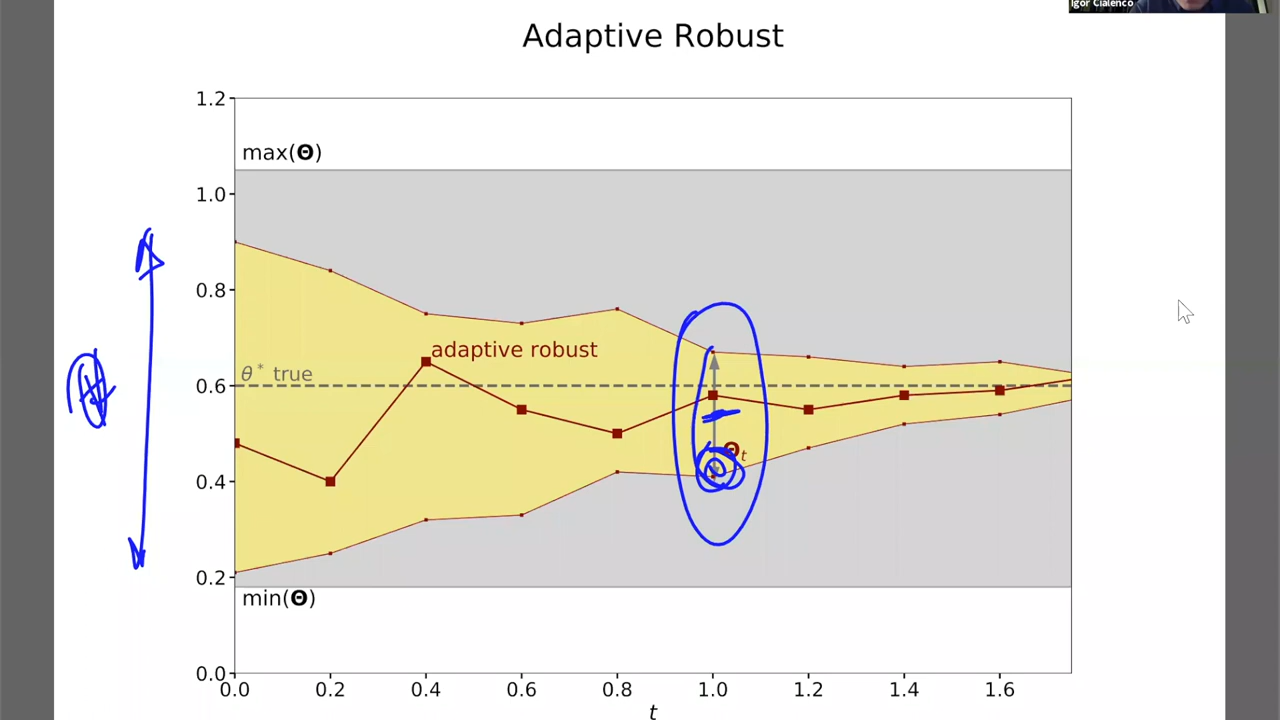 Igor Cialenco
Adaptive Robust
1.2
max(Θ)
1.0
0.8
adaptive robust
θ* true
0.6
Θt
0.4
0.2
min(Θ)
0.0
0.0 0.2 0.4 0.6 0.8 1.0 1.2 1.4 1.6
t